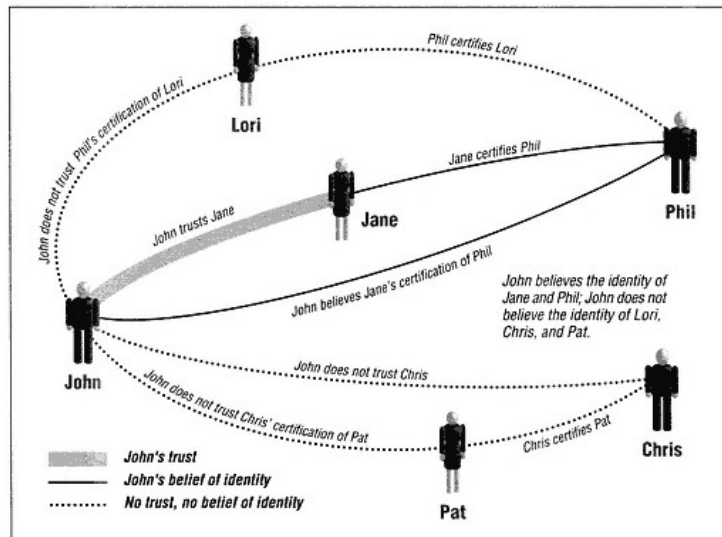 Phil certifies Lori
John does not trust Phil's certification of Lori
Lori
Jane certifies Phil
Phil
John trusts Jane
Jane
John believes Jane's certification of Phil
John believes the identity of
Jane and Phil; John does not
believe the identity of Lori,
Chris, and Pat.
John
John does not trust Chris
John does not trust Chris' certification of Pat
Chris certifies Pat
Chris
Pat
John's trust
John's belief of identity
No trust, no belief of identity